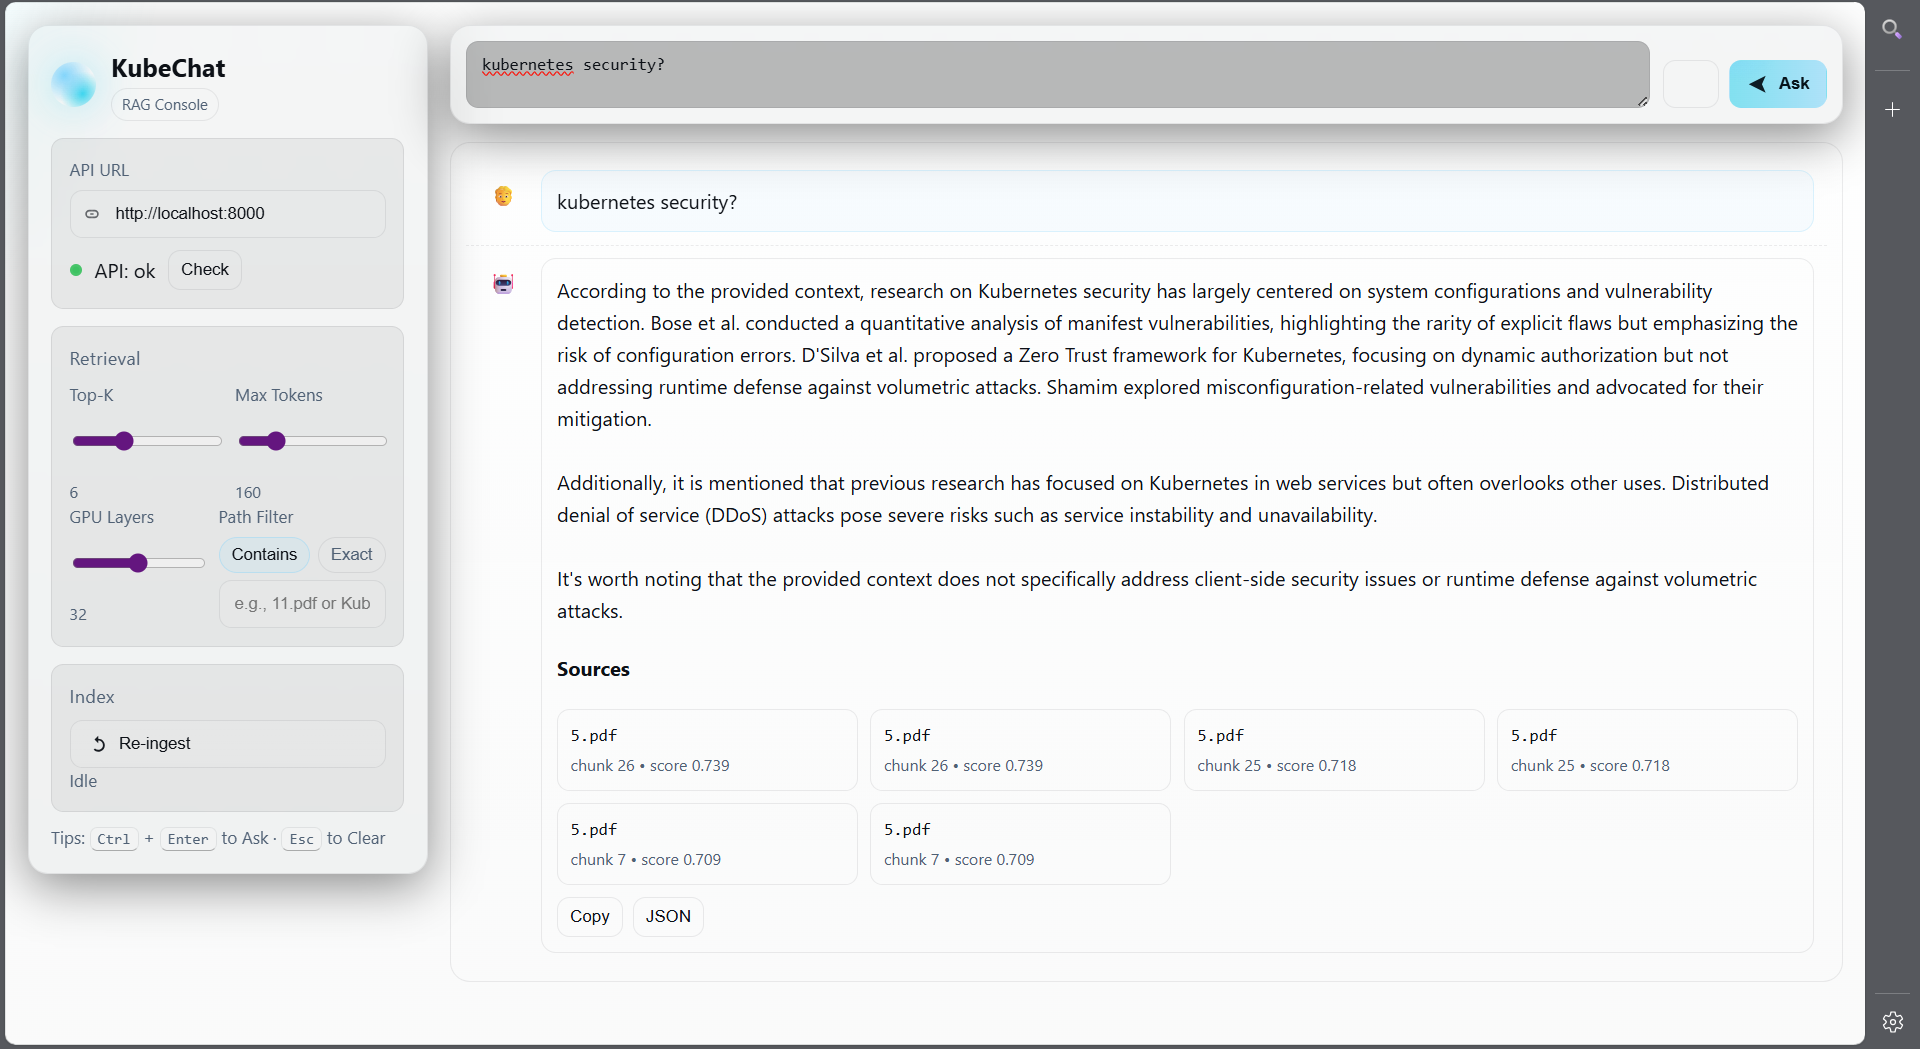 KubeChat
RAG Console
API URL
http://localhost:8000
API: ok
Check
Retrieval
Top-K
Max Tokens
6
160
GPU Layers
Path Filter
Contains
Exact
e.g., 11.pdf or Kub
32
Index
Re-ingest
Idle
Tips: Ctrl + Enter to Ask · Esc to Clear
kubernetes security?
Ask
kubernetes security?
According to the provided context, research on Kubernetes security has largely centered on system configurations and vulnerability
detection. Bose et al. conducted a quantitative analysis of manifest vulnerabilities, highlighting the rarity of explicit flaws but emphasizing the
risk of configuration errors. D'Silva et al. proposed a Zero Trust framework for Kubernetes, focusing on dynamic authorization but not
addressing runtime defense against volumetric attacks. Shamim explored misconfiguration-related vulnerabilities and advocated for their
mitigation.
Additionally, it is mentioned that previous research has focused on Kubernetes in web services but often overlooks other uses. Distributed
denial of service (DDoS) attacks pose severe risks such as service instability and unavailability.
It's worth noting that the provided context does not specifically address client-side security issues or runtime defense against volumetric
attacks.
Sources
5.pdf
chunk 26 • score 0.739
5.pdf
chunk 26 • score 0.739
5.pdf
chunk 25 • score 0.718
5.pdf
chunk 25 • score 0.718
5.pdf
chunk 7 • score 0.709
5.pdf
chunk 7 • score 0.709
Copy
JSON